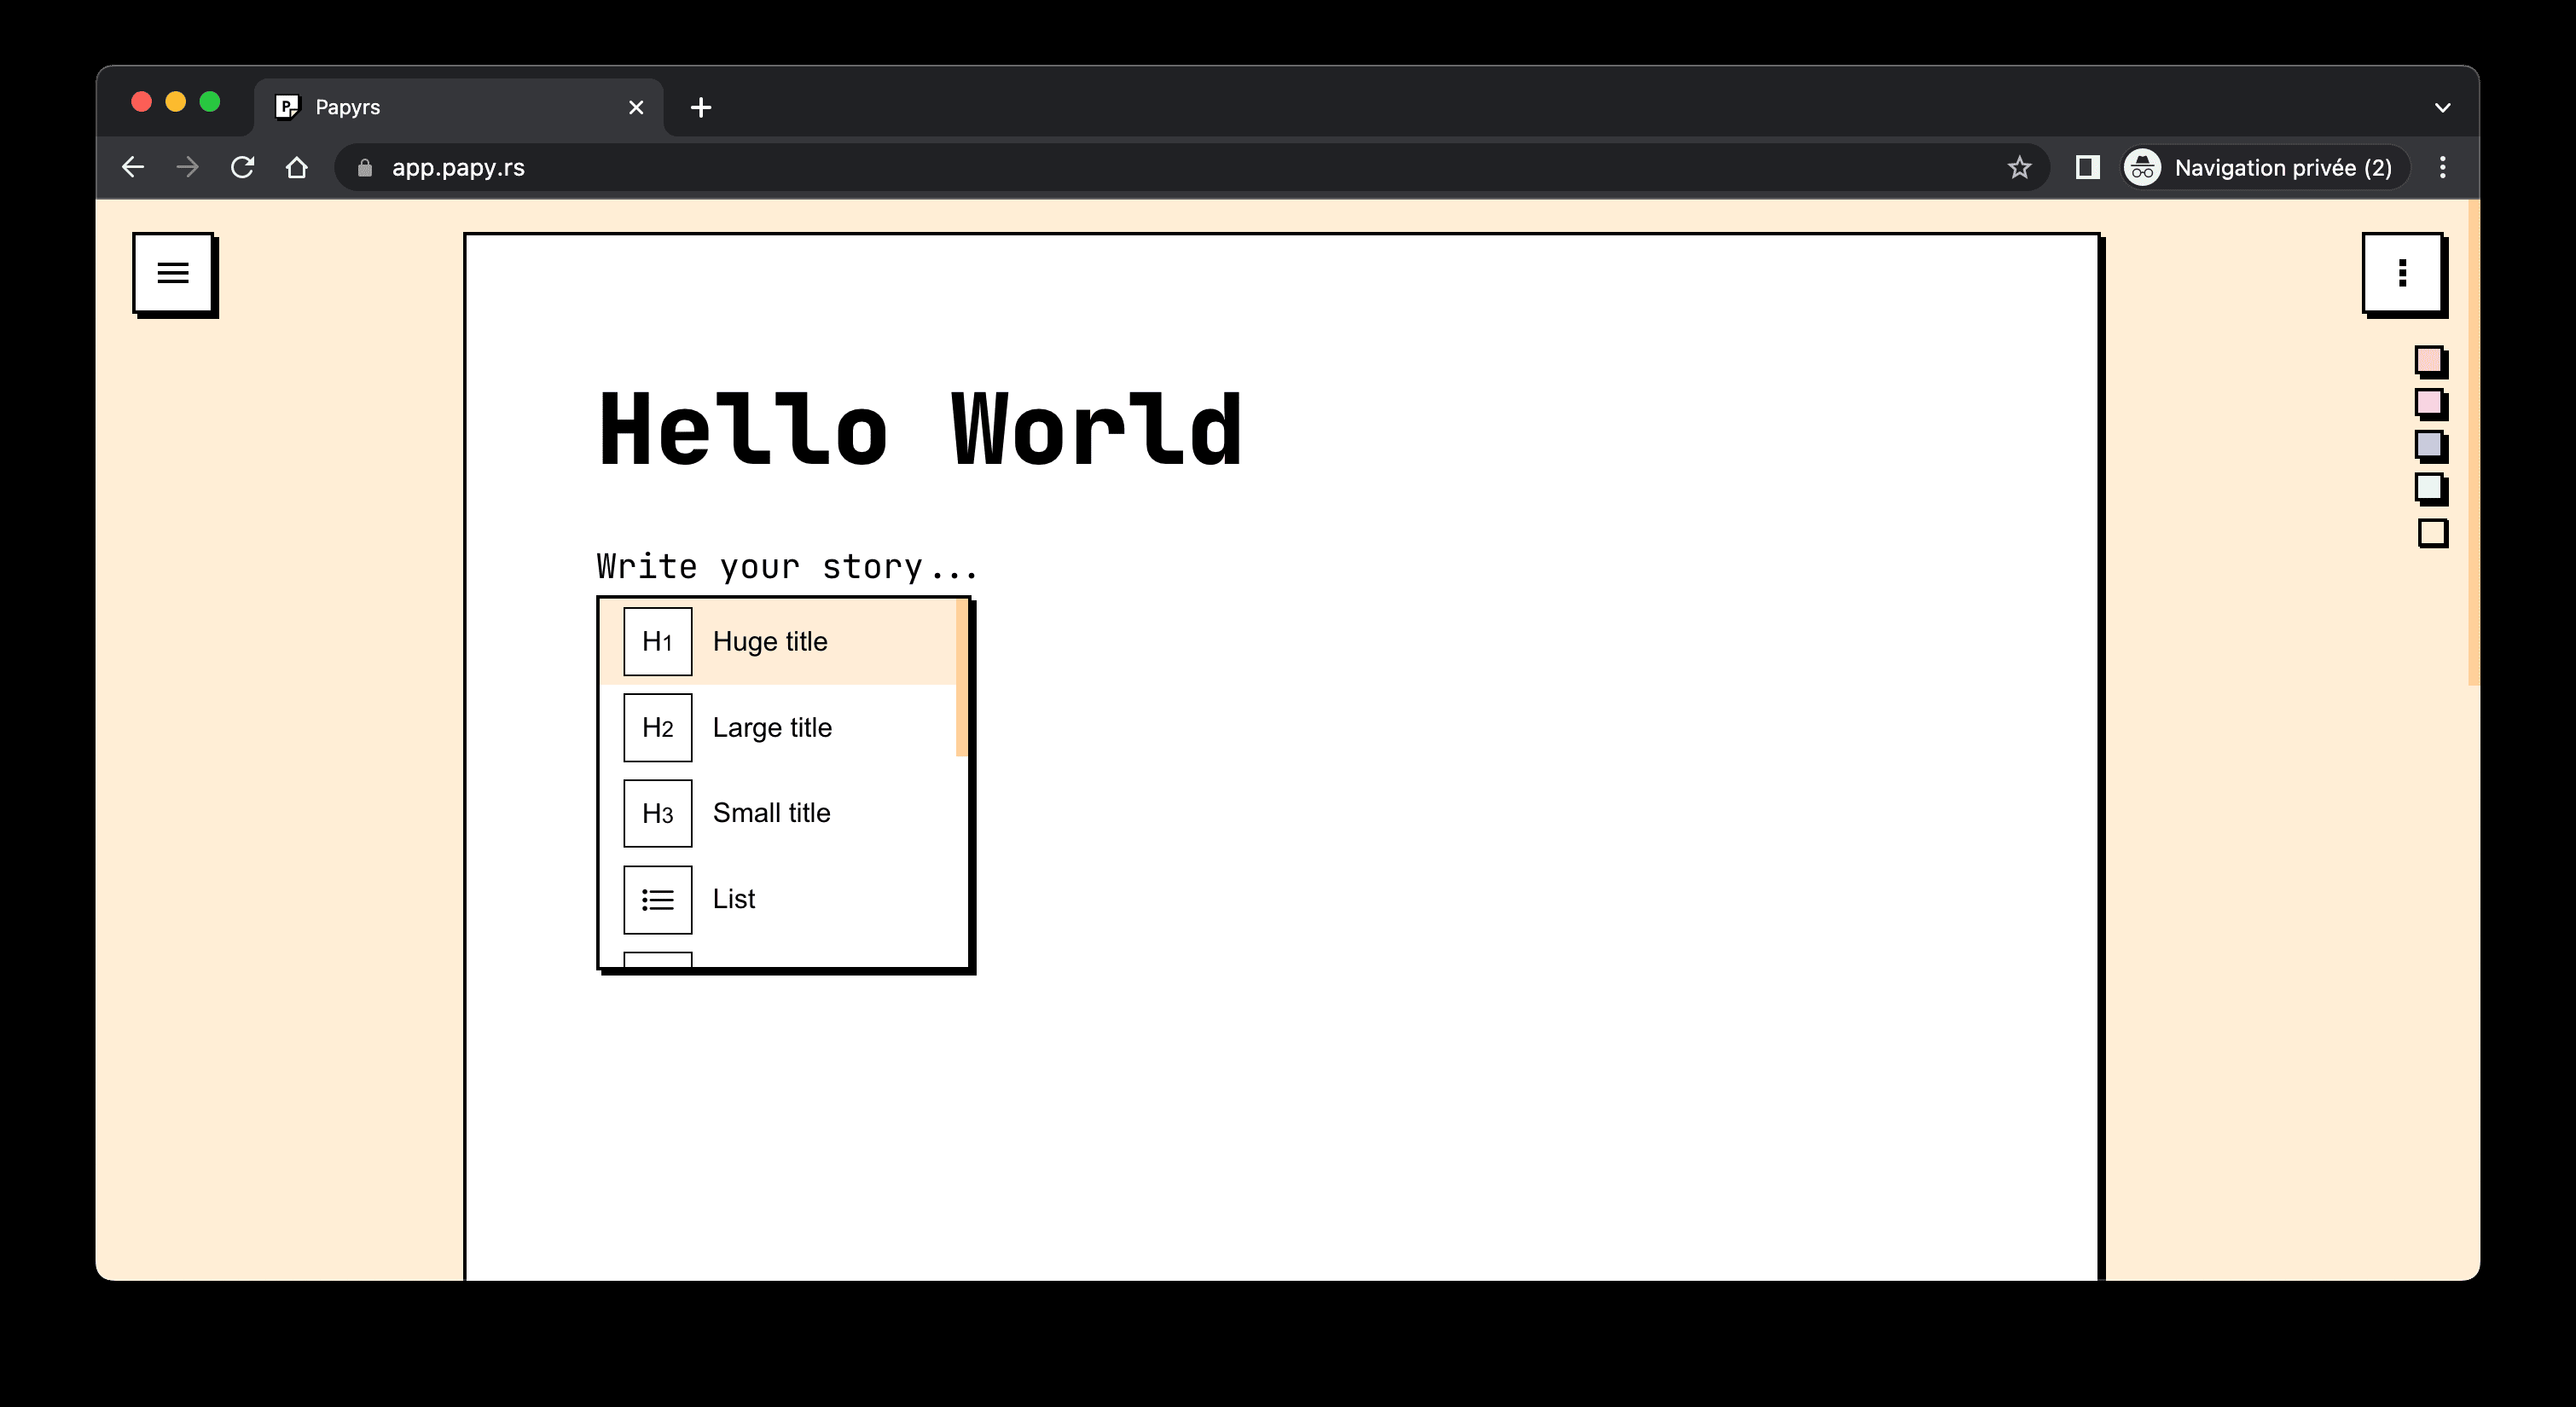 Papyrs
app.papy.rs
Navigation privée (2)
Hello World
Write your story...
H1 Huge title
H2 Large title
H3 Small title
List